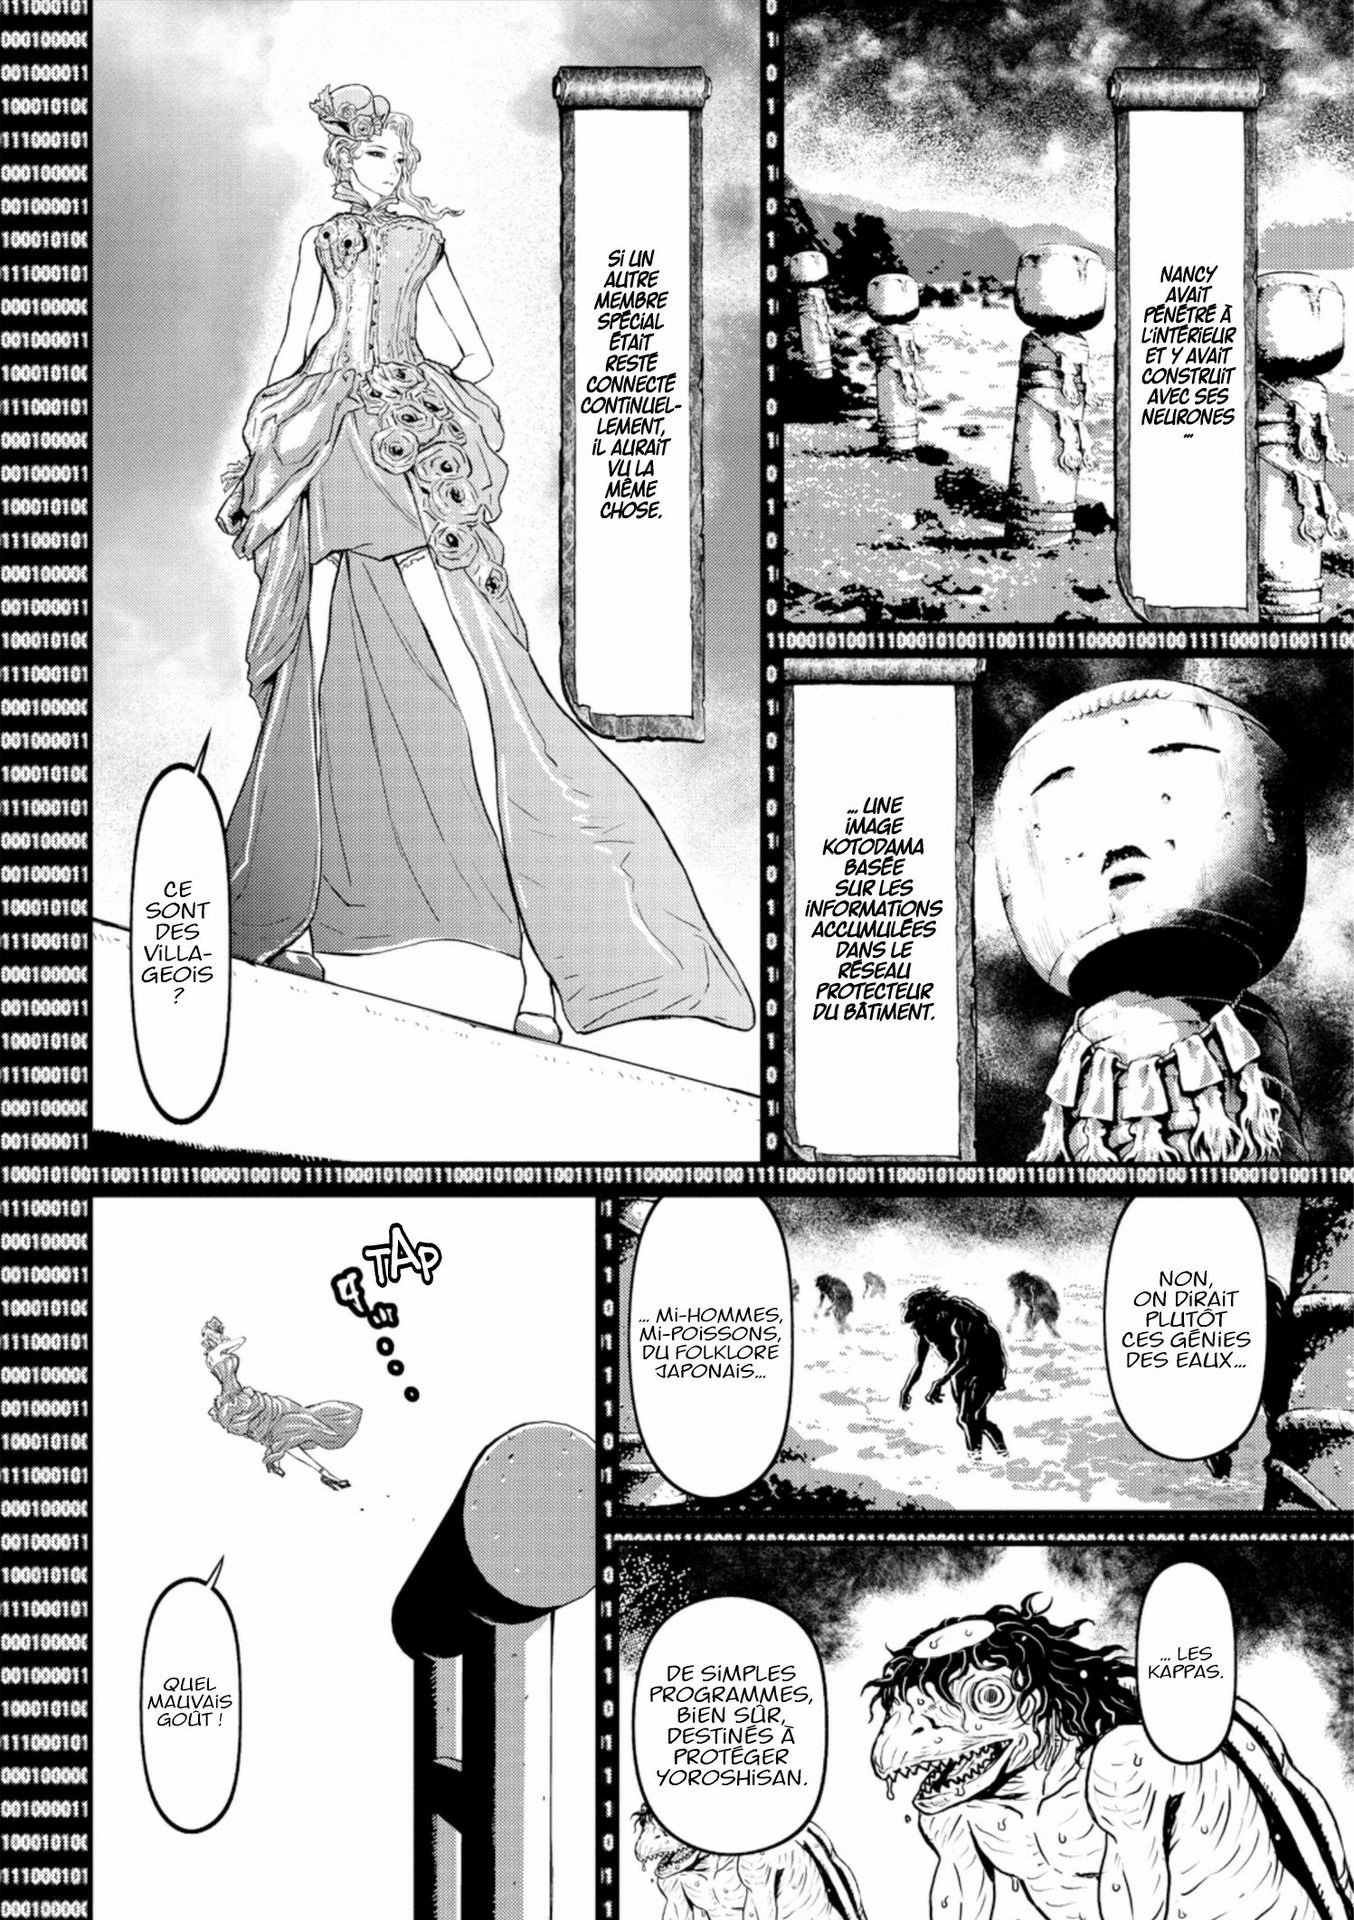 NANCY
AVAIT
PÉNÉTRÉ À
L'INTÉRIEUR
ET Y AVAIT
CONSTRUIT
AVEC SES
NEURONES
...
... UNE
IMAGE
KOTODAMA
BASÉE
SUR LES
INFORMATIONS
ACCUMULÉES
DANS LE
RÉSEAU
PROTECTEUR
DU BÂTIMENT.
SI UN
AUTRE
MEMBRE
SPÉCIAL
ÉTAIT
RESTÉ
CONNECTÉ
CONTINUEL-
LEMENT,
IL AURAIT
VU LA
MÊME
CHOSE.
CE
SONT
DES
VILLA-
GEOIS
?
NON,
ON DIRAIT
PLUTÔT
CES GÉNIES
DES EAUX...
... MI-HOMMES,
MI-POISSONS,
DU FOLKLORE
JAPONAIS...
... LES
KAPPAS.
DE SIMPLES
PROGRAMMES,
BIEN SÛR,
DESTINÉS À
PROTÉGER
YOROSHISAN.
TAP
QUEL
MAUVAIS
GOÛT !